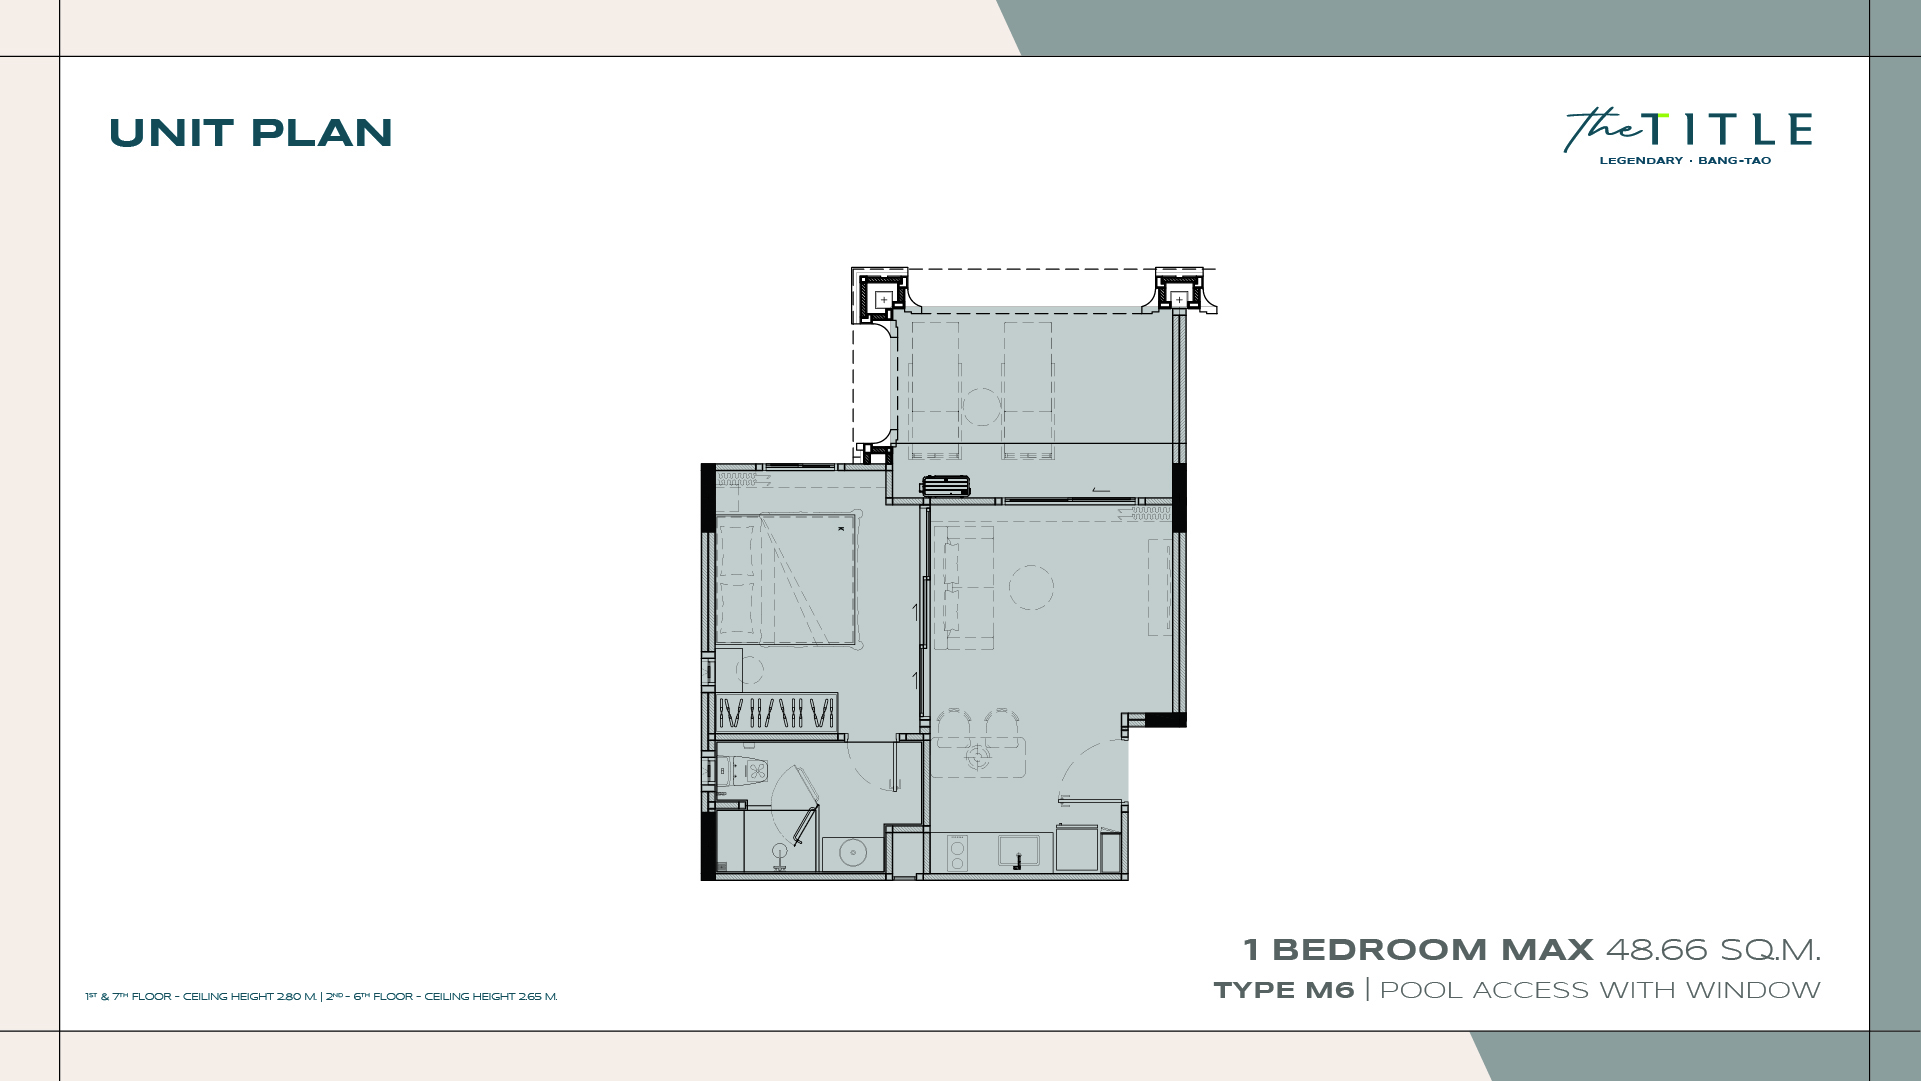 UNIT PLAN
the TITLE
LEGENDARY · BANG-TAO
1 BEDROOM MAX 48.66 SQ.M.
TYPE M6 | POOL ACCESS WITH WINDOW
1ST & 7TH FLOOR - CEILING HEIGHT 2.80 M. | 2ND - 6TH FLOOR - CEILING HEIGHT 2.65 M.